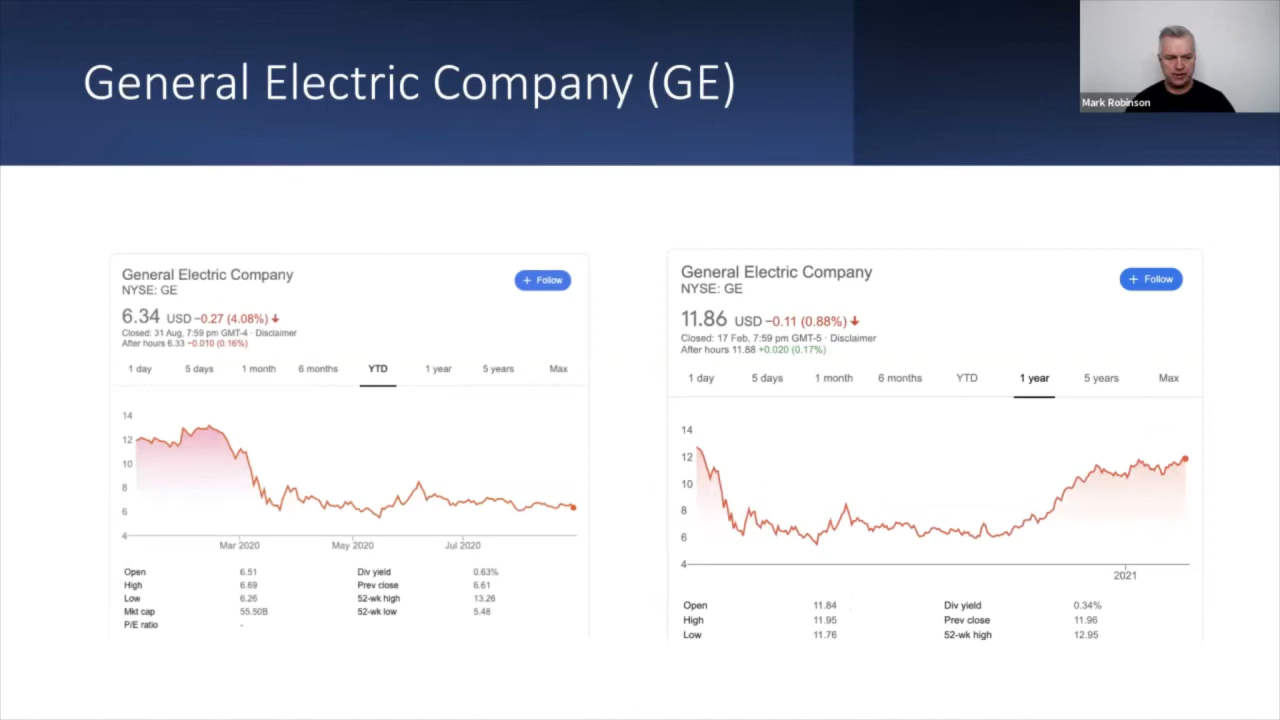 General Electric Company (GE)
Mark Robinson
General Electric Company
NYSE: GE
+ Follow
6.34 USD −0.27 (4.08%) ↓
Closed: 31 Aug, 7:59 pm GMT-4 · Disclaimer
After hours 6.33 −0.010 (0.16%)
1 day 5 days 1 month 6 months YTD 1 year 5 years Max
14
12
10
8
6
4
Mar 2020 May 2020 Jul 2020
Open 6.51 Div yield 0.63%
High 6.69 Prev close 6.61
Low 6.26 52-wk high 13.26
Mkt cap 55.50B 52-wk low 5.48
P/E ratio -
General Electric Company
NYSE: GE
+ Follow
11.86 USD −0.11 (0.88%) ↓
Closed: 17 Feb, 7:59 pm GMT-5 · Disclaimer
After hours 11.88 +0.020 (0.17%)
1 day 5 days 1 month 6 months YTD 1 year 5 years Max
14
12
10
8
6
4
2021
Open 11.84 Div yield 0.34%
High 11.95 Prev close 11.96
Low 11.76 52-wk high 12.95